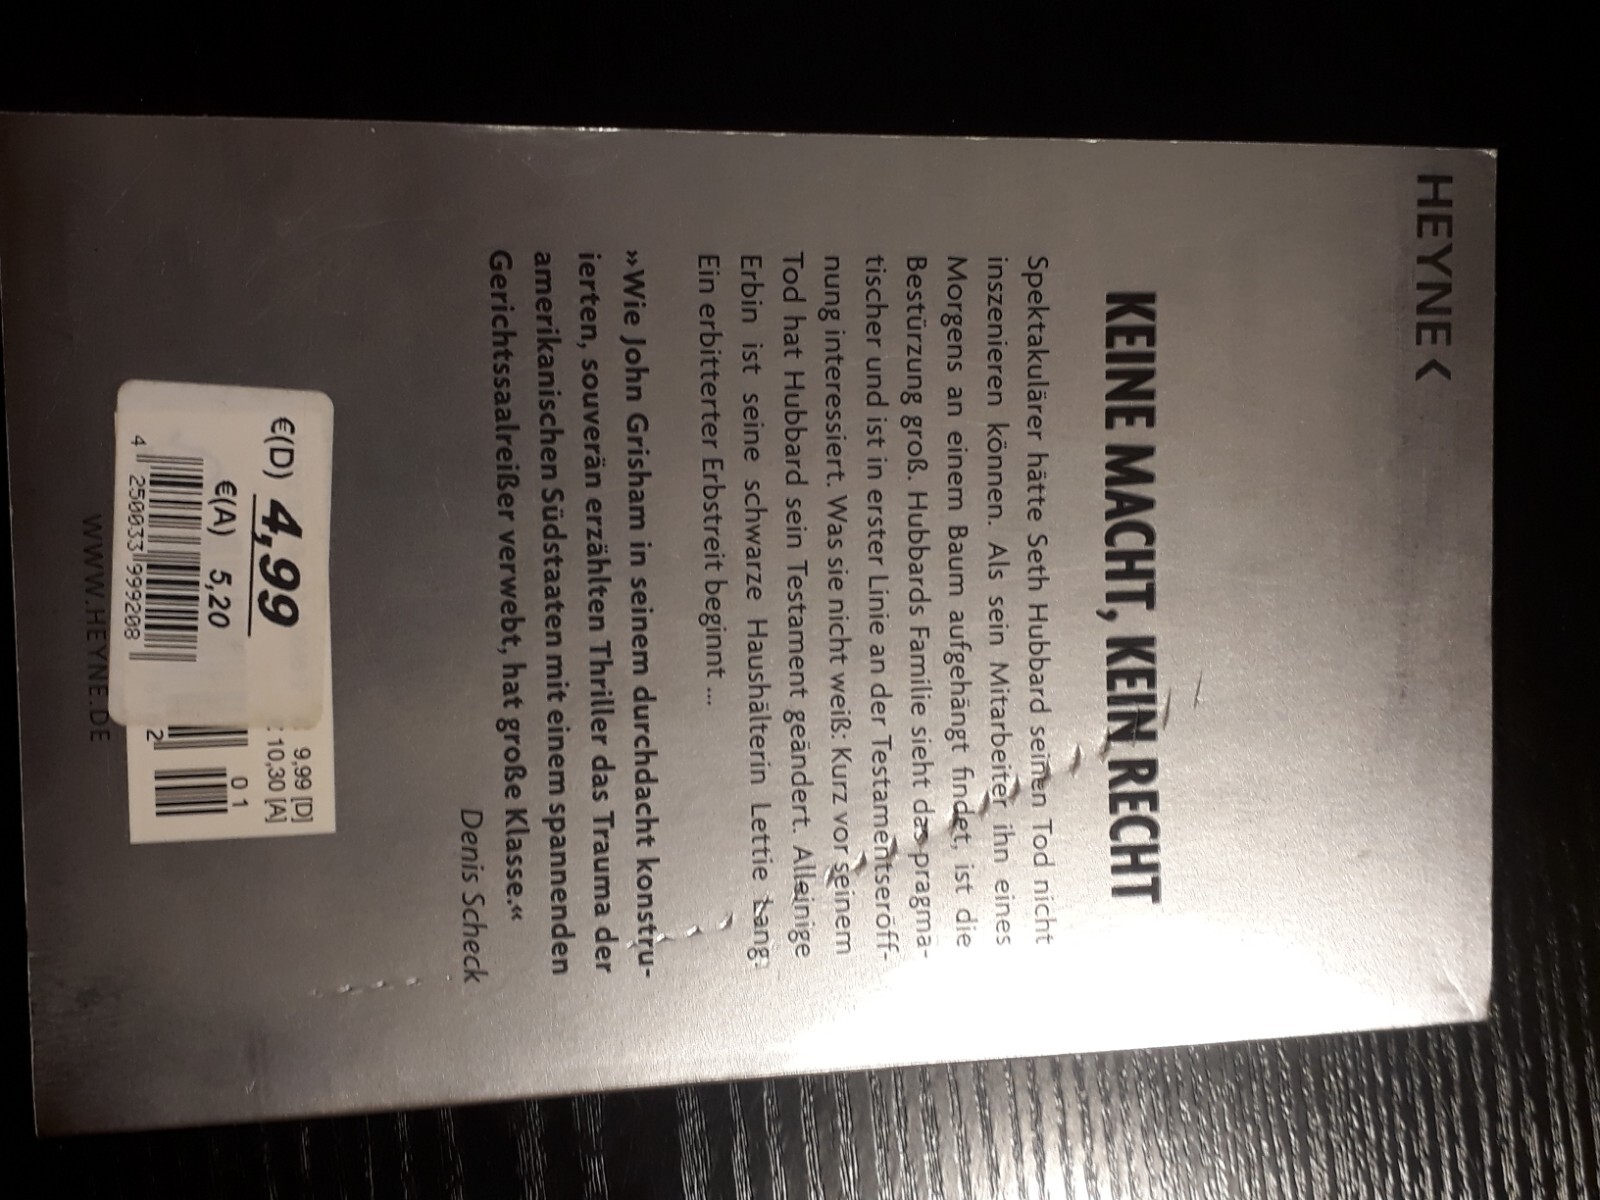 HEYNE <
KEINE MACHT, KEIN RECHT
Spektakulärer hätte Seth Hubbard seinen Tod nicht
inszenieren können. Als sein Mitarbeiter ihn eines
Morgens an einem Baum aufgehängt findet, ist die
Bestürzung groß. Hubbards Familie sieht das pragma-
tischer und ist in erster Linie an der Testamentseröff-
nung interessiert. Was sie nicht weiß: Kurz vor seinem
Tod hat Hubbard sein Testament geändert. Alleinige
Erbin ist seine schwarze Haushälterin Lettie Lang.
Ein erbitterter Erbstreit beginnt ...
»Wie John Grisham in seinem durchdacht konstru-
ierten, souverän erzählten Thriller das Trauma der
amerikanischen Südstaaten mit einem spannenden
Gerichtssaalreißer verwebt, hat große Klasse.«
Denis Scheck
€(D) 4,99
€(A) 5,20
4 250033 999208
9,99 [D]
10,30 [A]
0 1
2
WWW.HEYNE.DE